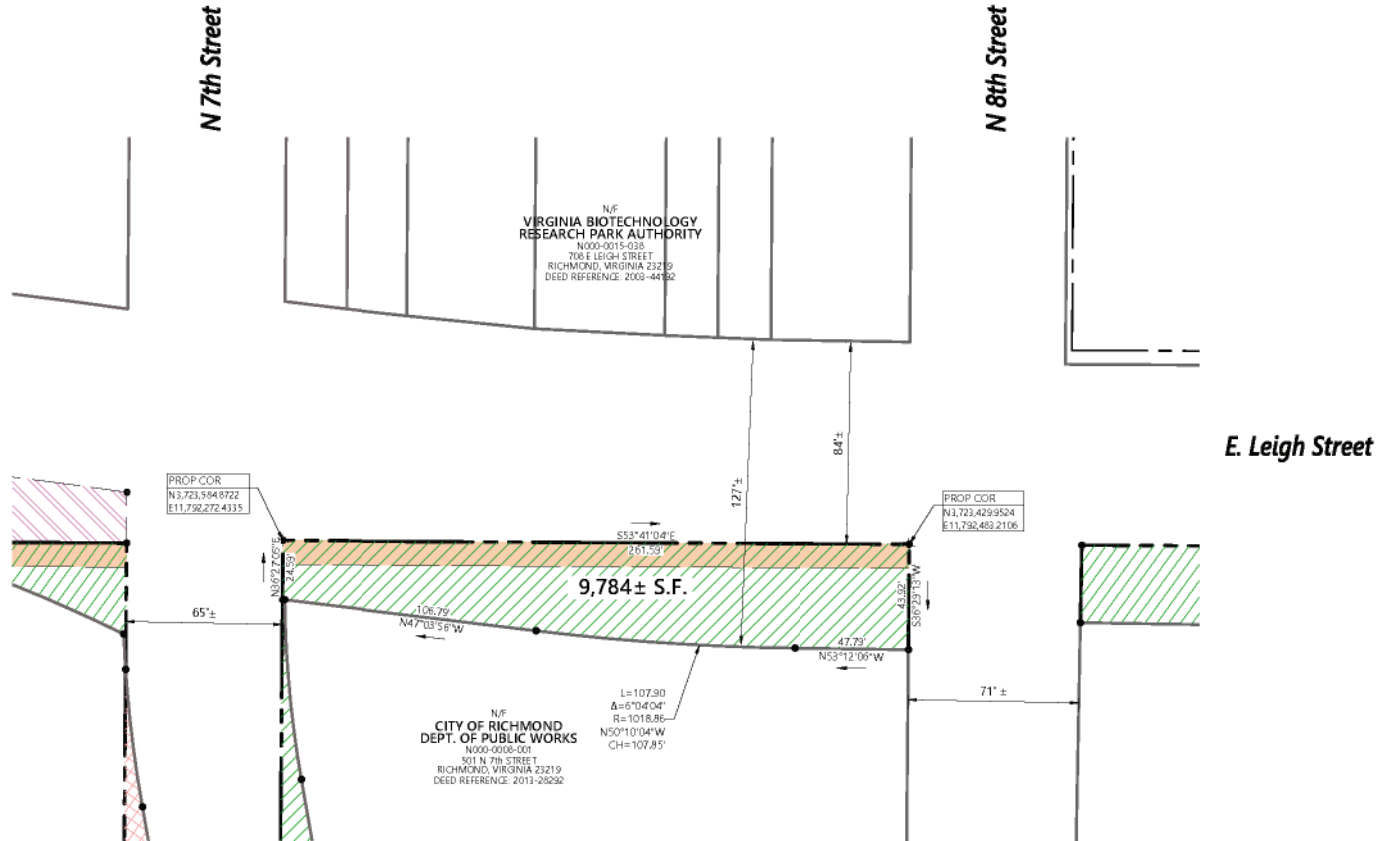 N 7th Street
N 8th Street
N/F
VIRGINIA BIOTECHNOLOGY
RESEARCH PARK AUTHORITY
N000-0015-038
708 E LEIGH STREET
RICHMOND, VIRGINIA 23219
DEED REFERENCE: 2003-44192
84'±
127'±
E. Leigh Street
PROP COR
N3,723,584.8722
E11,792,272.4335
PROP COR
N3,723,429.9524
E11,792,483.2106
S53°41'04"E
261.59'
N36°27'06"E
24.59'
9,784± S.F.
43.92'
S36°29'13"W
65'±
106.79'
N47°03'56"W
47.79'
N53°12'06"W
L=107.90
Δ=6°04'04"
R=1018.86
N50°10'04"W
CH=107.85'
71' ±
N/F
CITY OF RICHMOND
DEPT. OF PUBLIC WORKS
N000-0008-001
501 N 7th STREET
RICHMOND, VIRGINIA 23219
DEED REFERENCE: 2013-28292